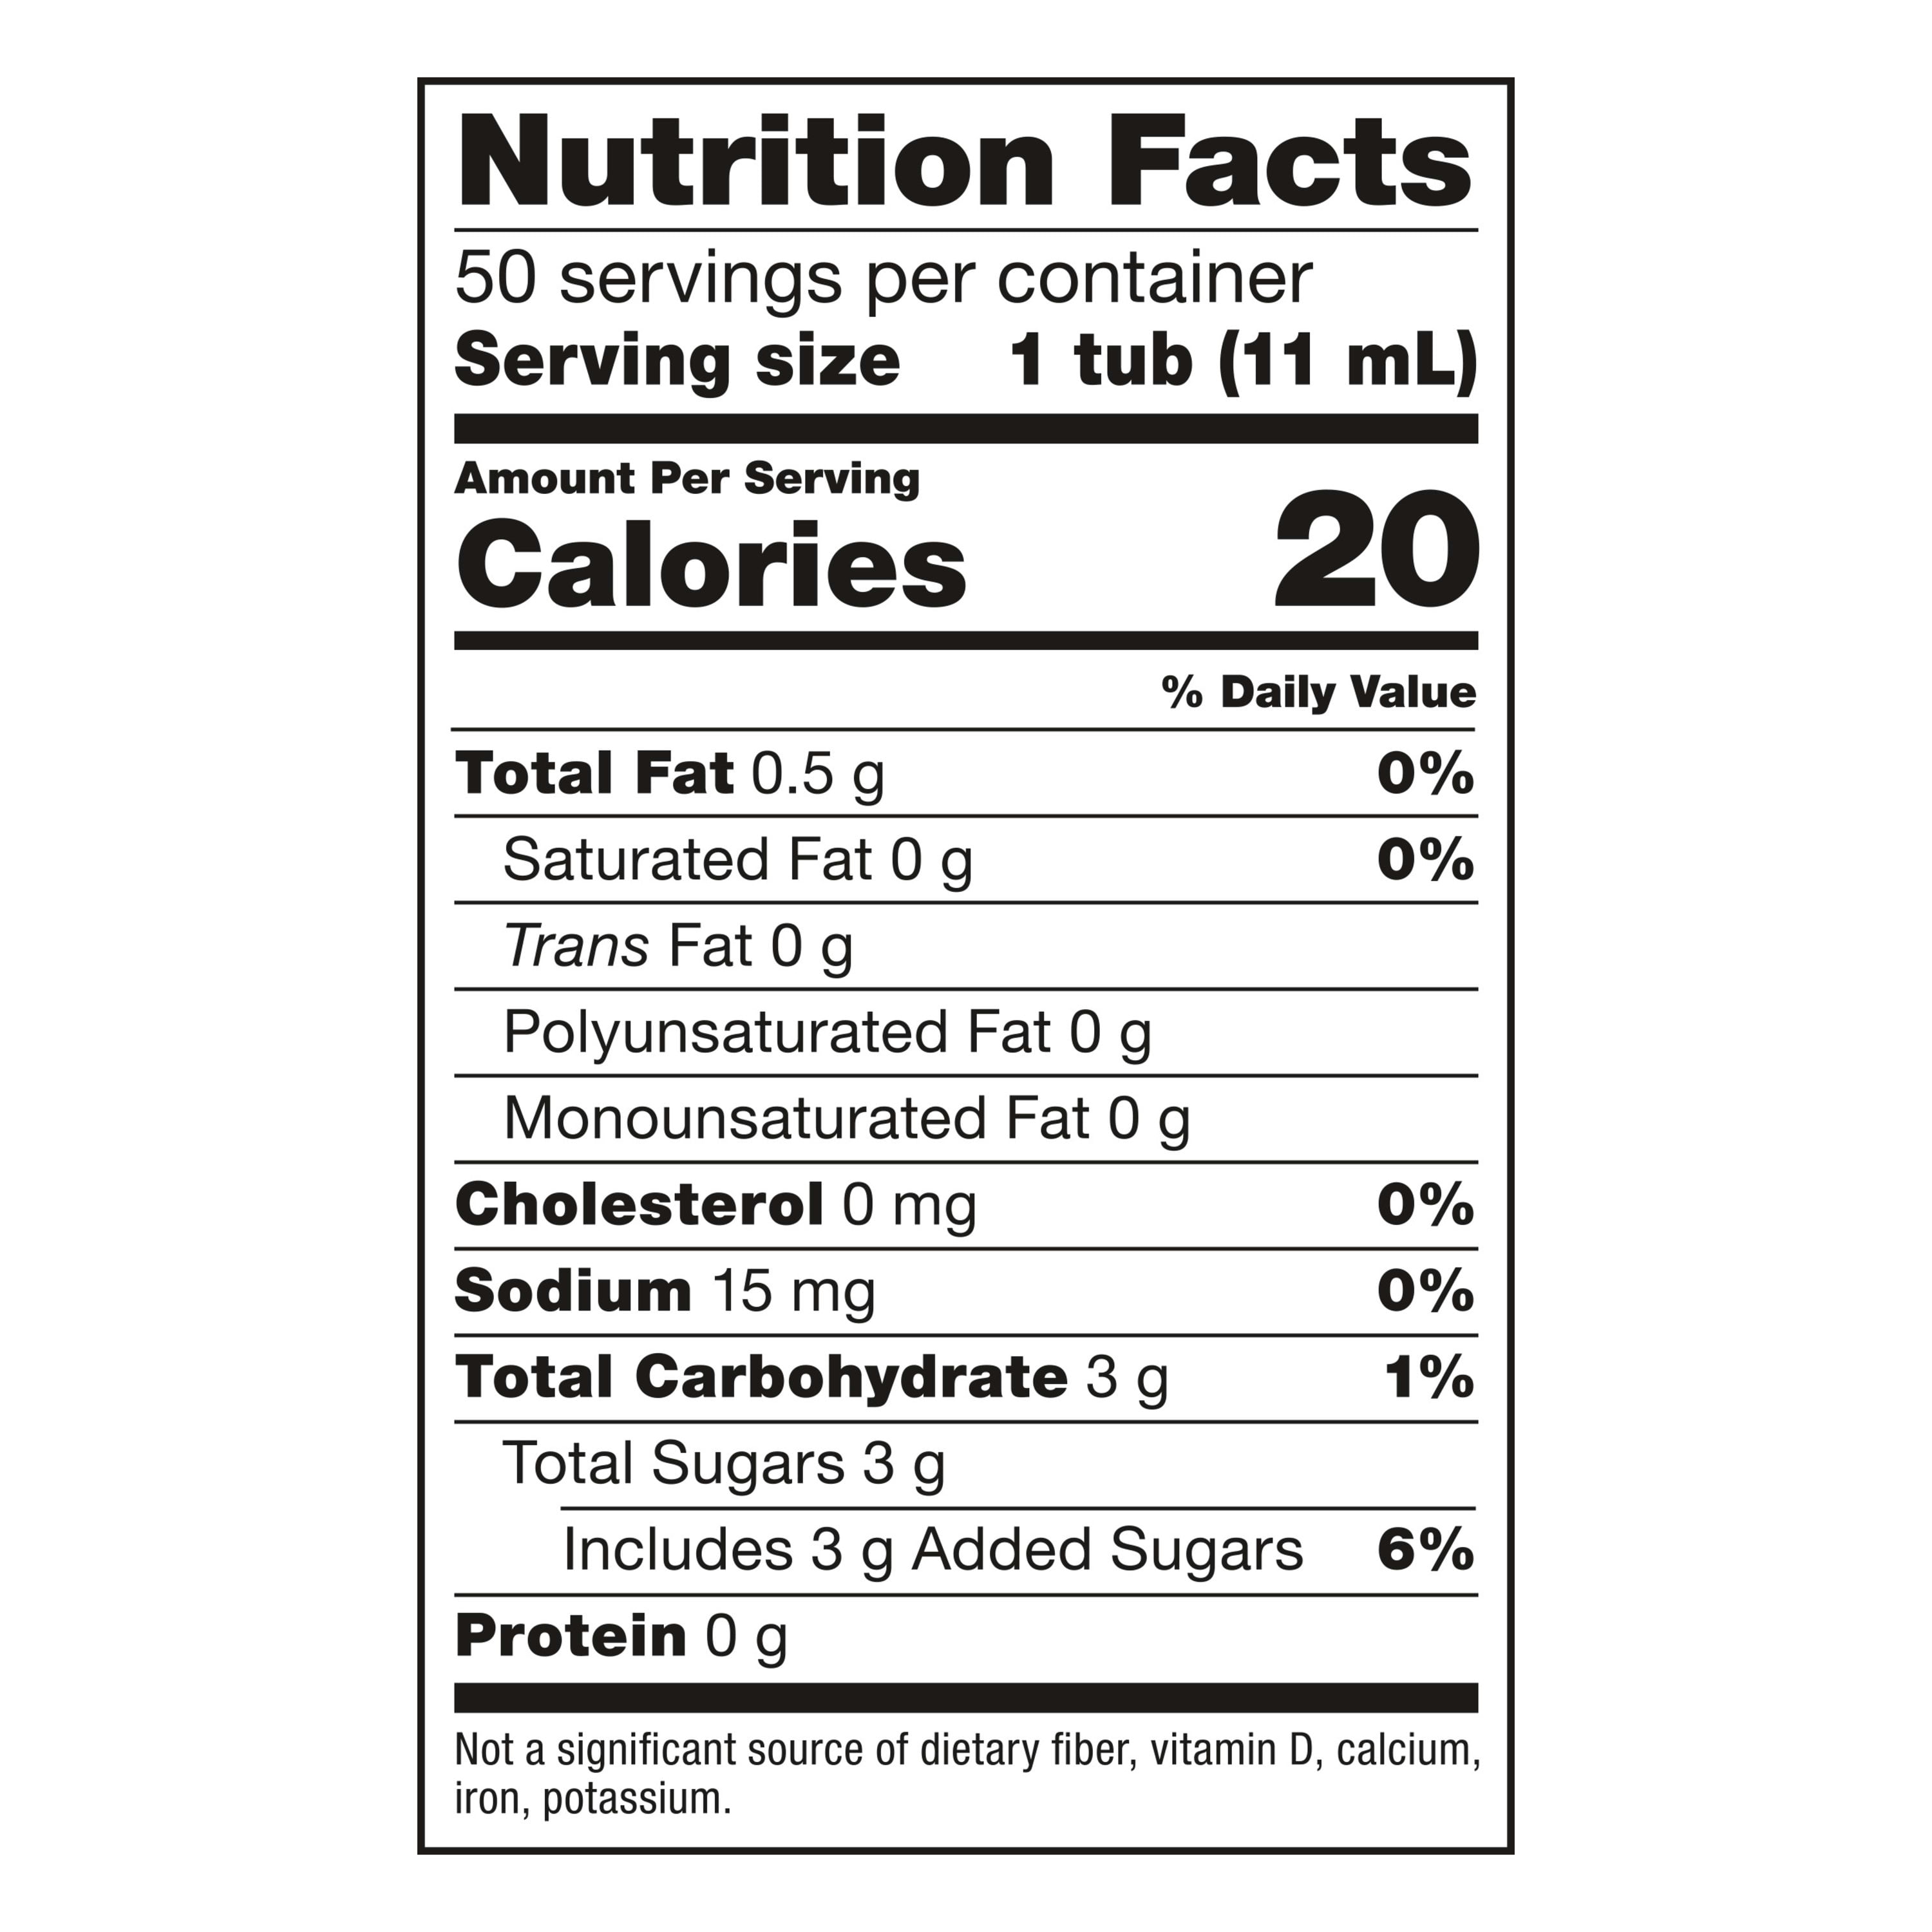 Nutrition Facts
50 servings per container
Serving size 1 tub (11 mL)
Amount Per Serving
Calories 20
% Daily Value
Total Fat 0.5 g 0%
Saturated Fat 0 g 0%
Trans Fat 0 g
Polyunsaturated Fat 0 g
Monounsaturated Fat 0 g
Cholesterol 0 mg 0%
Sodium 15 mg 0%
Total Carbohydrate 3 g 1%
Total Sugars 3 g
Includes 3 g Added Sugars 6%
Protein 0 g
Not a significant source of dietary fiber, vitamin D, calcium,
iron, potassium.